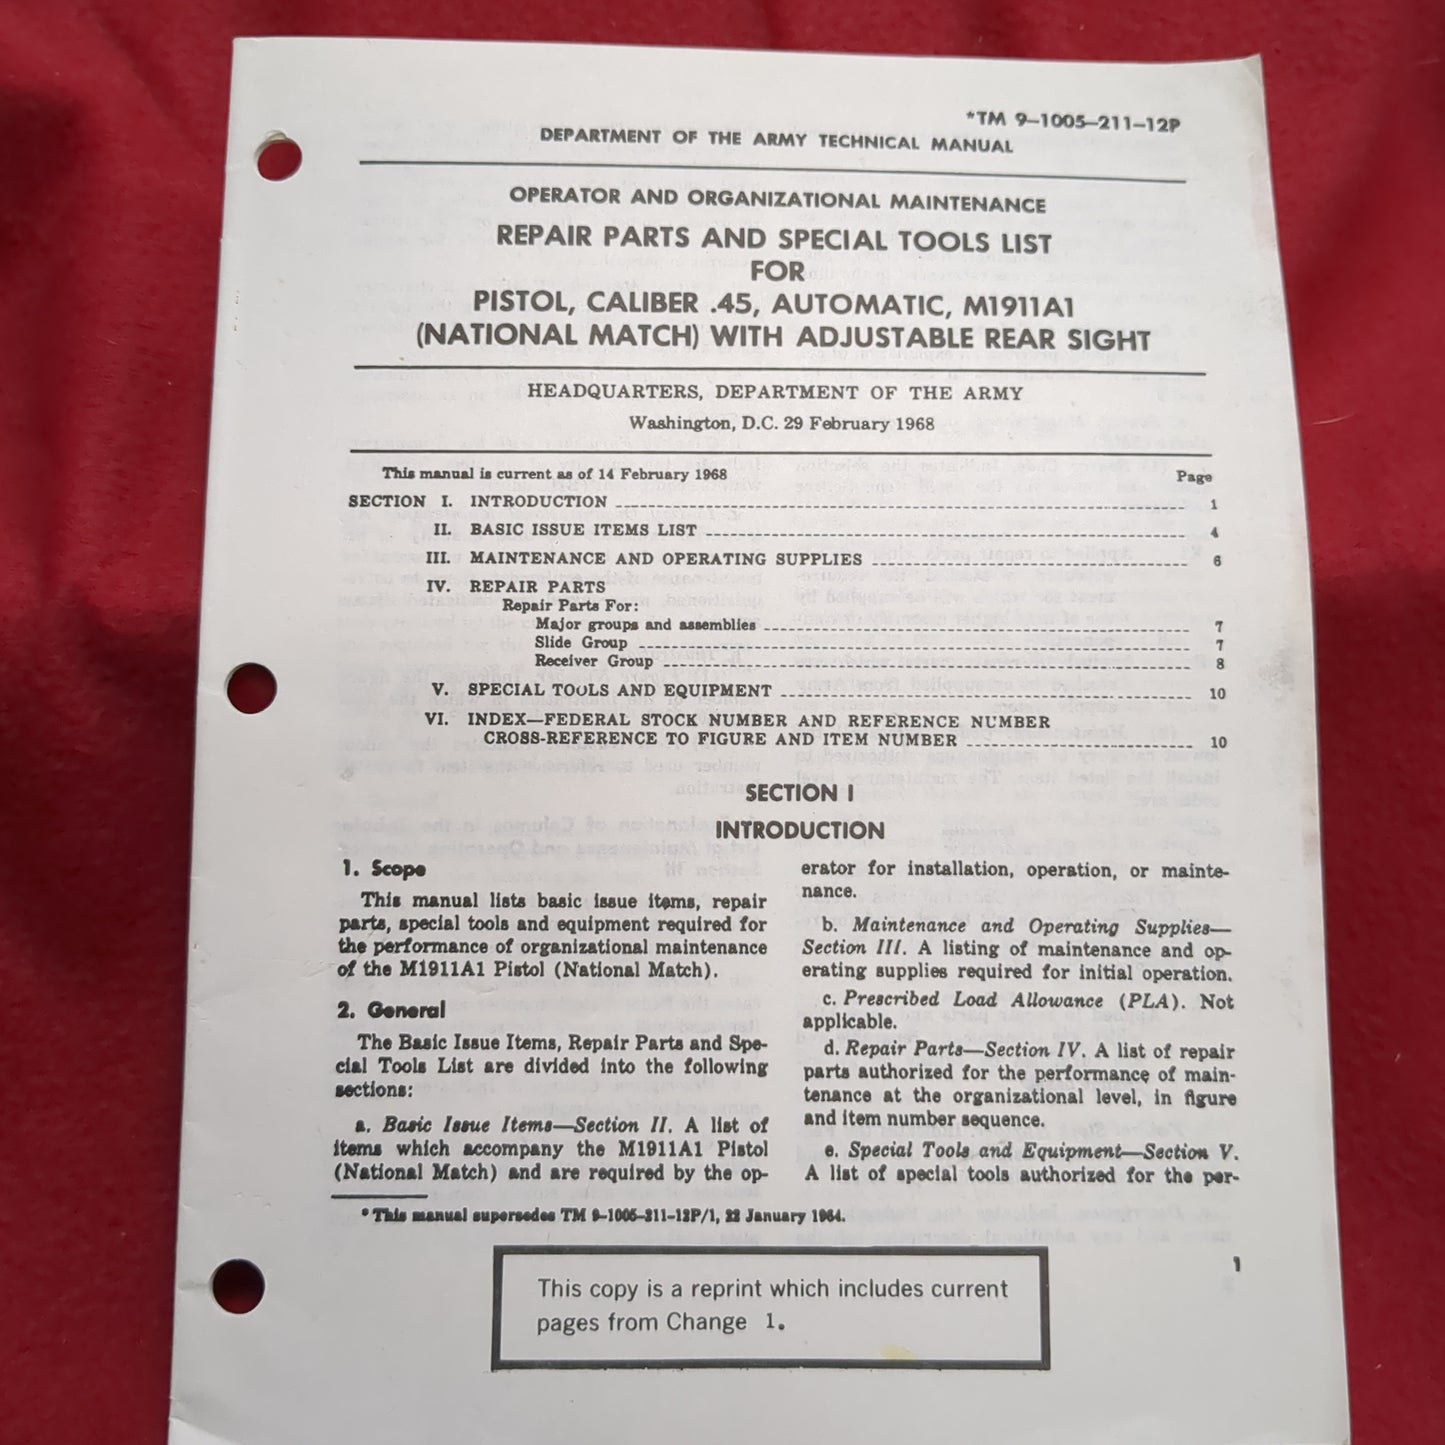 *TM 9–1005–211–12P
DEPARTMENT OF THE ARMY TECHNICAL MANUAL
OPERATOR AND ORGANIZATIONAL MAINTENANCE
REPAIR PARTS AND SPECIAL TOOLS LIST
FOR
PISTOL, CALIBER .45, AUTOMATIC, M1911A1
(NATIONAL MATCH) WITH ADJUSTABLE REAR SIGHT
HEADQUARTERS, DEPARTMENT OF THE ARMY
Washington, D.C. 29 February 1968
This manual is current as of 14 February 1968 Page
SECTION I. INTRODUCTION 1
II. BASIC ISSUE ITEMS LIST 4
III. MAINTENANCE AND OPERATING SUPPLIES 6
IV. REPAIR PARTS
Repair Parts For:
Major groups and assemblies 7
Slide Group 7
Receiver Group 8
V. SPECIAL TOOLS AND EQUIPMENT 10
VI. INDEX—FEDERAL STOCK NUMBER AND REFERENCE NUMBER
CROSS-REFERENCE TO FIGURE AND ITEM NUMBER 10
SECTION I
INTRODUCTION
1. Scope
This manual lists basic issue items, repair
parts, special tools and equipment required for
the performance of organizational maintenance
of the M1911A1 Pistol (National Match).
2. General
The Basic Issue Items, Repair Parts and Spe-
cial Tools List are divided into the following
sections:
a. Basic Issue Items—Section II. A list of
items which accompany the M1911A1 Pistol
(National Match) and are required by the op-
erator for installation, operation, or mainte-
nance.
b. Maintenance and Operating Supplies—
Section III. A listing of maintenance and op-
erating supplies required for initial operation.
c. Prescribed Load Allowance (PLA). Not
applicable.
d. Repair Parts—Section IV. A list of repair
parts authorized for the performance of main-
tenance at the organizational level, in figure
and item number sequence.
e. Special Tools and Equipment—Section V.
A list of special tools authorized for the per-
* This manual supersedes TM 9–1005–211–12P/1, 22 January 1964.
1
This copy is a reprint which includes current
pages from Change 1.